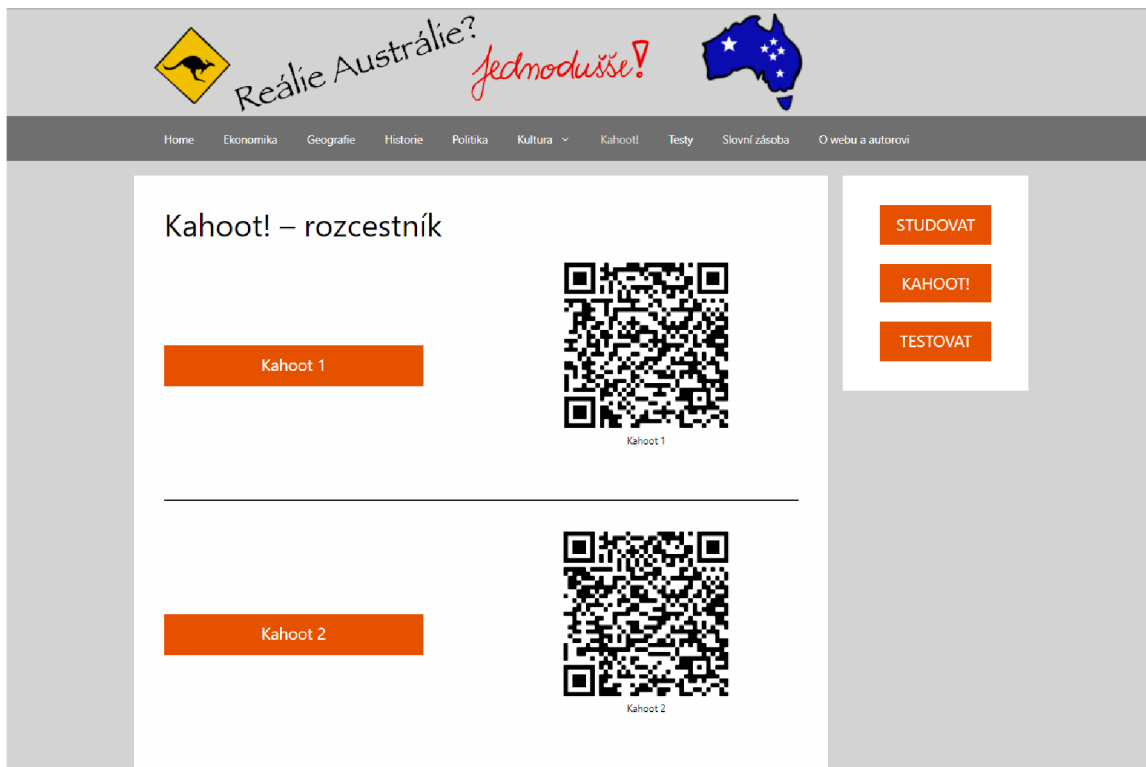 Reálie Austrálie?
Jednodušše!
Home Ekonomika Geografie Historie Politika Kultura Kahoot! Testy Slovní zásoba O webu a autorovi
Kahoot! – rozcestník
Kahoot 1
Kahoot 1
Kahoot 2
Kahoot 2
STUDOVAT
KAHOOT!
TESTOVAT